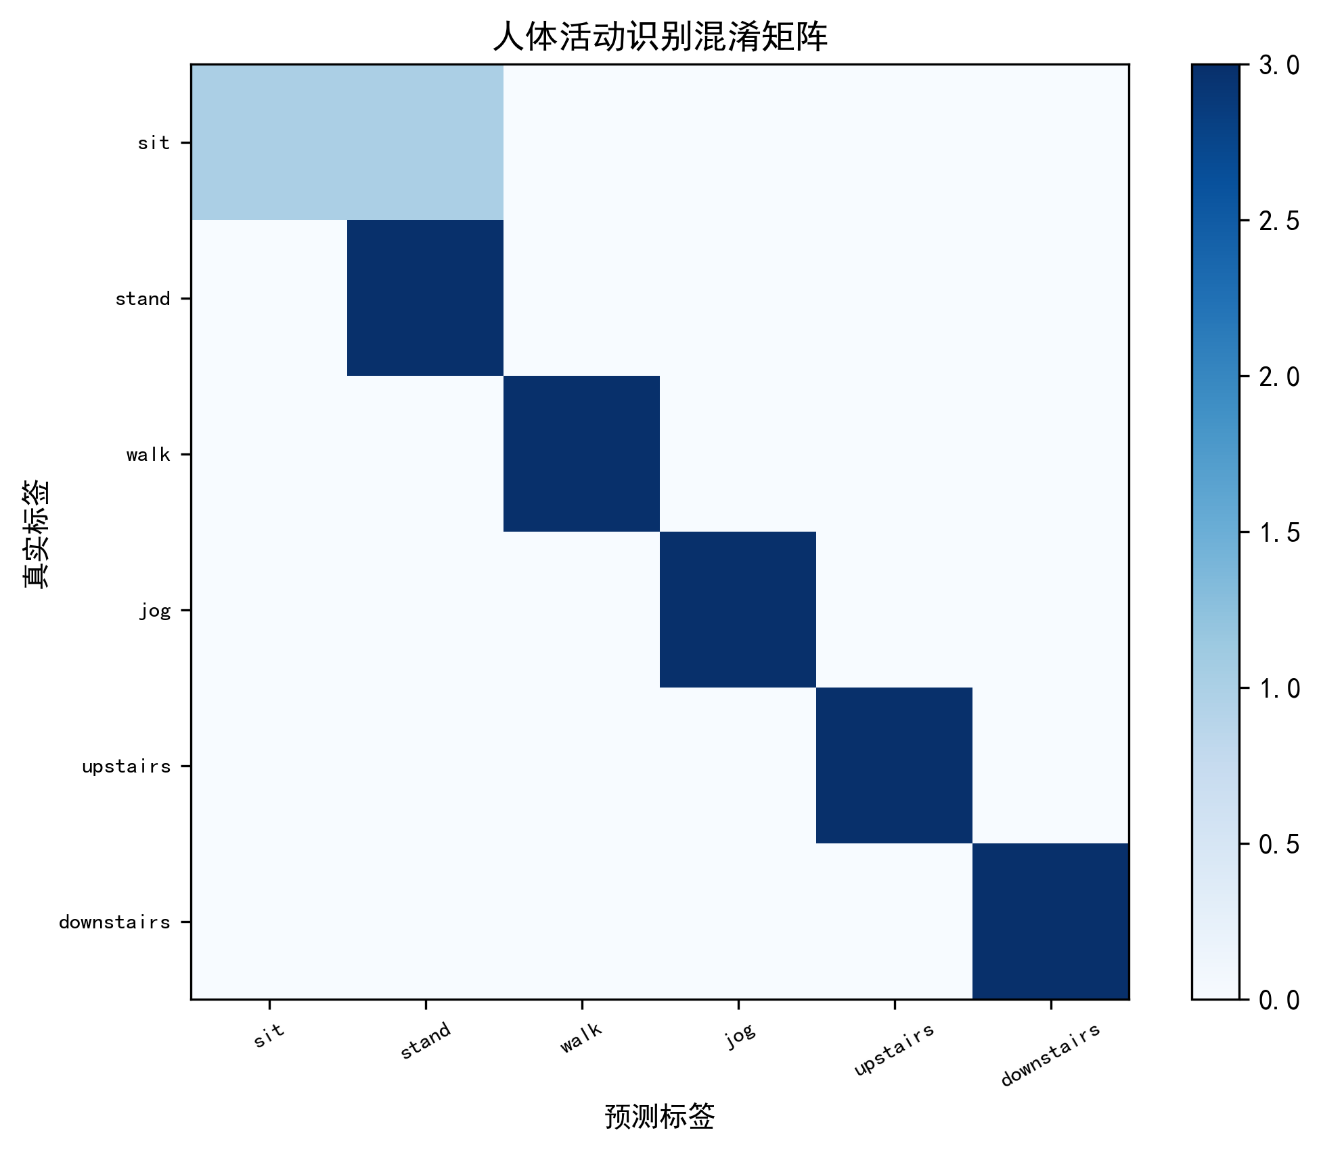 人体活动识别混淆矩阵
真实标签
sit
stand
walk
jog
upstairs
downstairs
sit
stand
walk
jog
upstairs
downstairs
预测标签
3.0
2.5
2.0
1.5
1.0
0.5
0.0